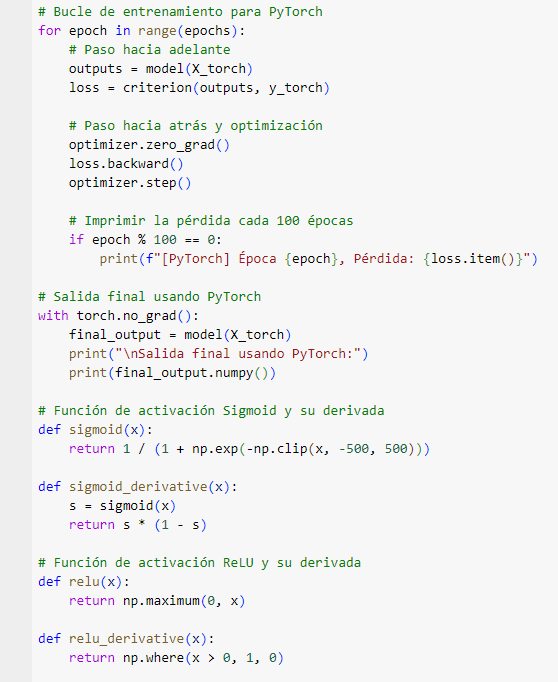 # Bucle de entrenamiento para PyTorch
for epoch in range(epochs):
    # Paso hacia adelante
    outputs = model(X_torch)
    loss = criterion(outputs, y_torch)

    # Paso hacia atrás y optimización
    optimizer.zero_grad()
    loss.backward()
    optimizer.step()

    # Imprimir la pérdida cada 100 épocas
    if epoch % 100 == 0:
        print(f"[PyTorch] Época {epoch}, Pérdida: {loss.item()}")

# Salida final usando PyTorch
with torch.no_grad():
    final_output = model(X_torch)
    print("\nSalida final usando PyTorch:")
    print(final_output.numpy())

# Función de activación Sigmoid y su derivada
def sigmoid(x):
    return 1 / (1 + np.exp(-np.clip(x, -500, 500)))

def sigmoid_derivative(x):
    s = sigmoid(x)
    return s * (1 - s)

# Función de activación ReLU y su derivada
def relu(x):
    return np.maximum(0, x)

def relu_derivative(x):
    return np.where(x > 0, 1, 0)